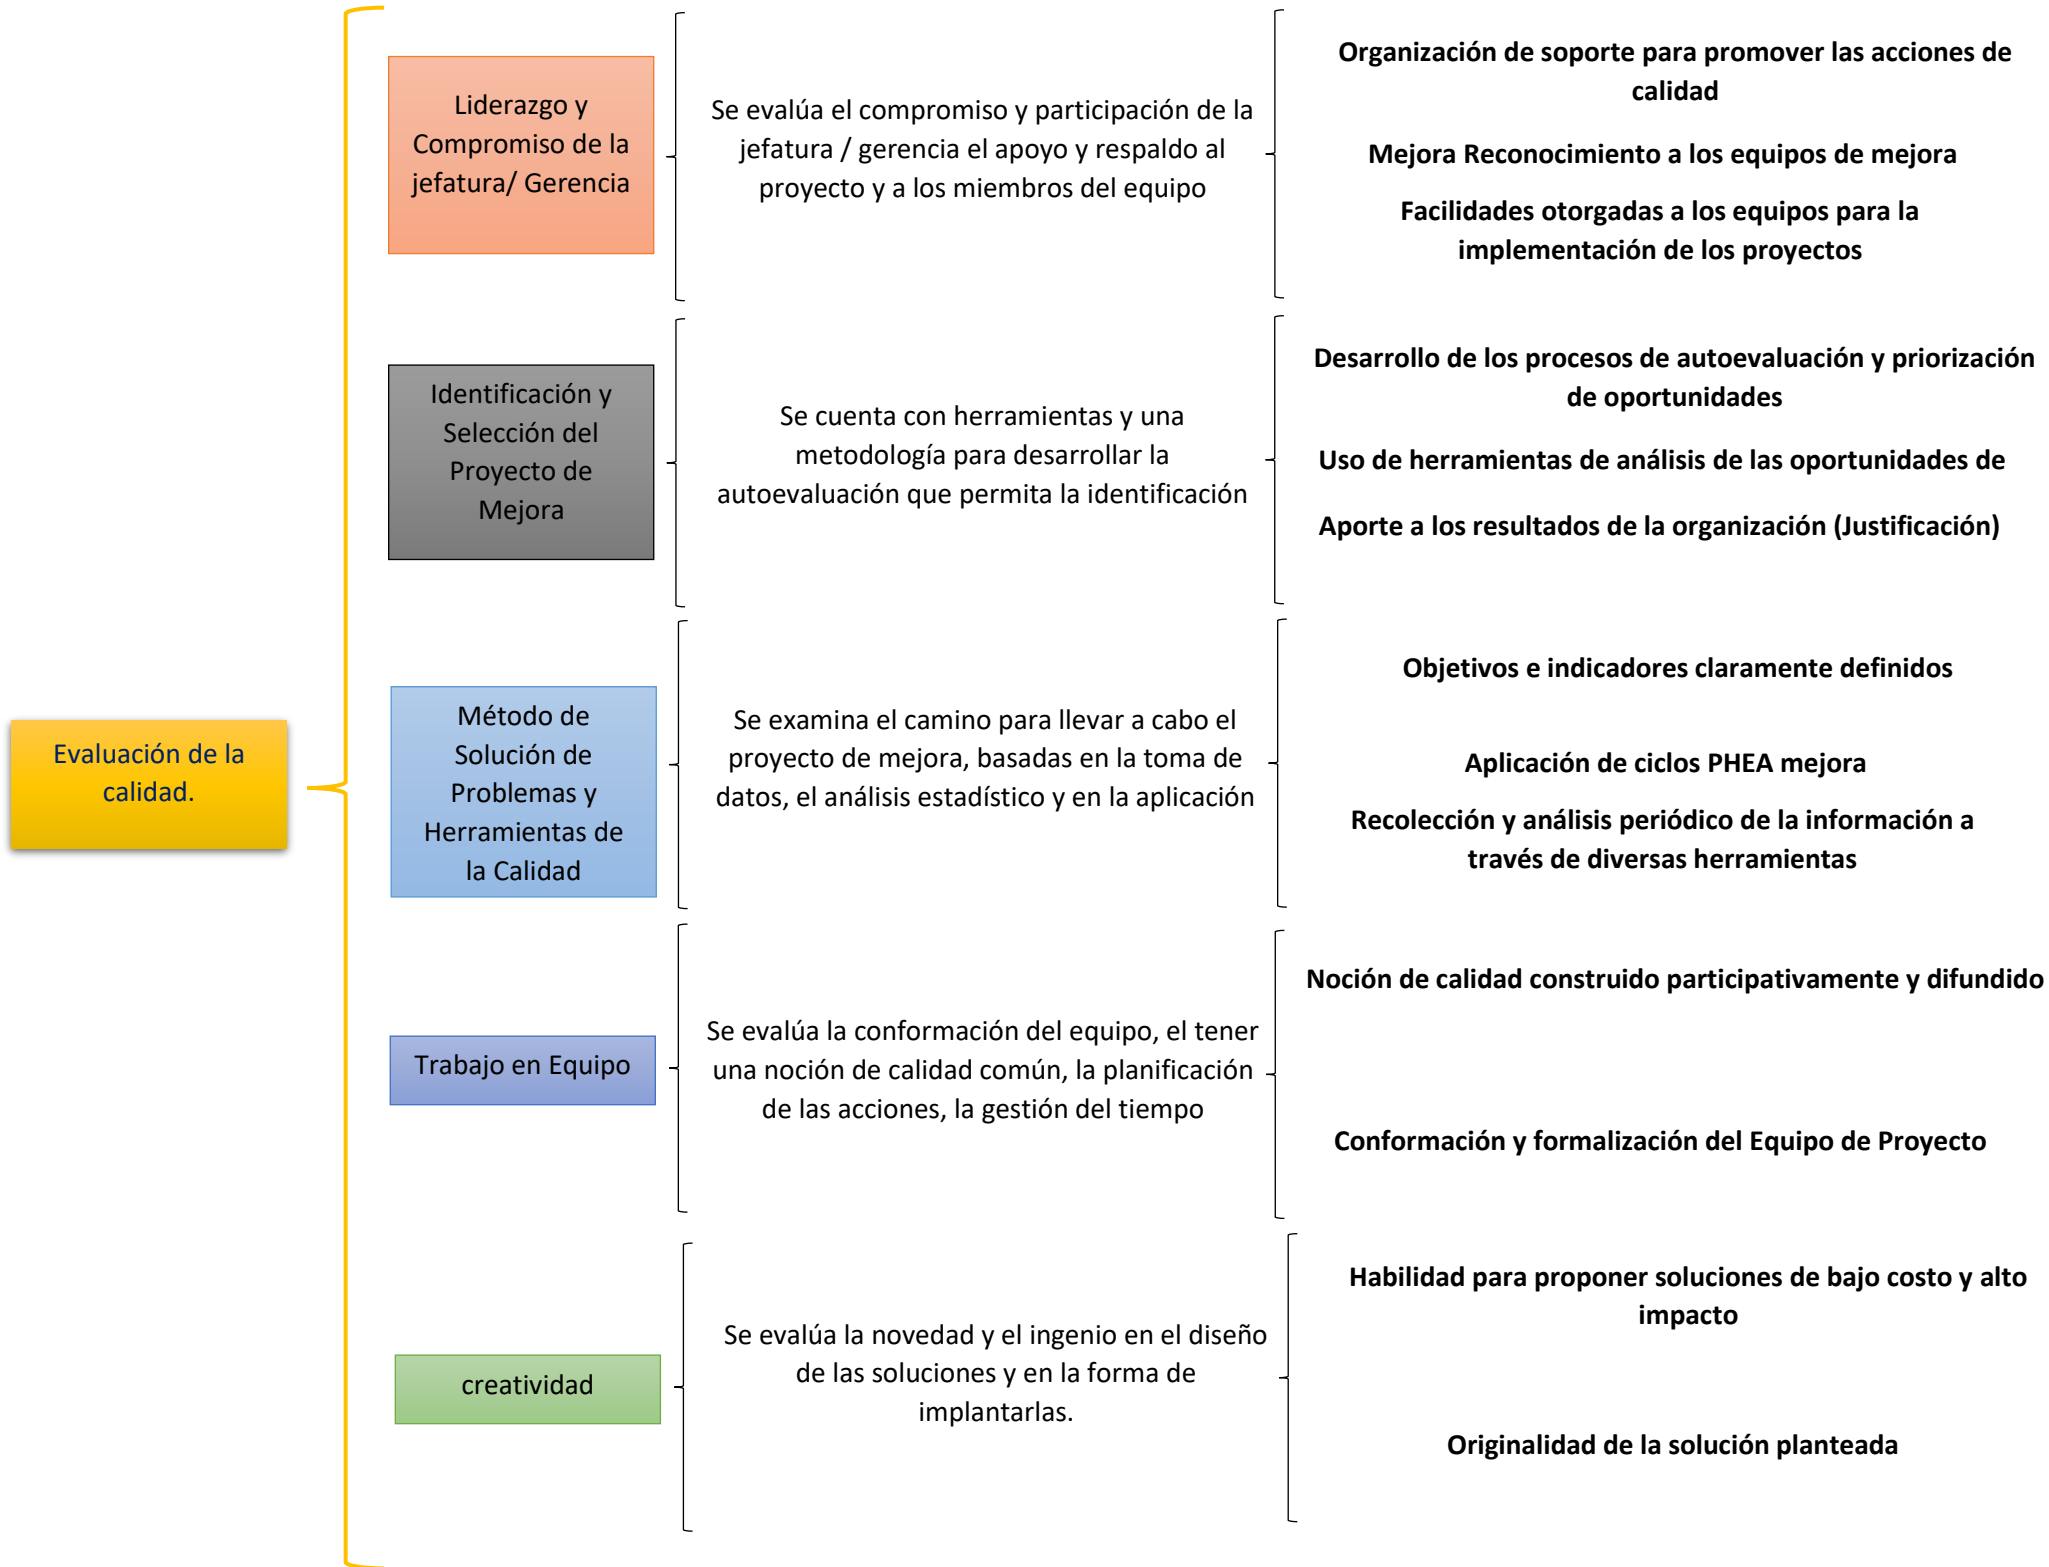 Evaluación de la
calidad.
Liderazgo y
Compromiso de la
jefatura/ Gerencia
Se evalúa el compromiso y participación de la
jefatura / gerencia el apoyo y respaldo al
proyecto y a los miembros del equipo
Organización de soporte para promover las acciones de
calidad
Mejora Reconocimiento a los equipos de mejora
Facilidades otorgadas a los equipos para la
implementación de los proyectos
Identificación y
Selección del
Proyecto de
Mejora
Se cuenta con herramientas y una
metodología para desarrollar la
autoevaluación que permita la identificación
Desarrollo de los procesos de autoevaluación y priorización
de oportunidades
Uso de herramientas de análisis de las oportunidades de
Aporte a los resultados de la organización (Justificación)
Método de
Solución de
Problemas y
Herramientas de
la Calidad
Se examina el camino para llevar a cabo el
proyecto de mejora, basadas en la toma de
datos, el análisis estadístico y en la aplicación
Objetivos e indicadores claramente definidos
Aplicación de ciclos PHEA mejora
Recolección y análisis periódico de la información a
través de diversas herramientas
Trabajo en Equipo
Se evalúa la conformación del equipo, el tener
una noción de calidad común, la planificación
de las acciones, la gestión del tiempo
Noción de calidad construido participativamente y difundido
Conformación y formalización del Equipo de Proyecto
creatividad
Se evalúa la novedad y el ingenio en el diseño
de las soluciones y en la forma de
implantarlas.
Habilidad para proponer soluciones de bajo costo y alto
impacto
Originalidad de la solución planteada